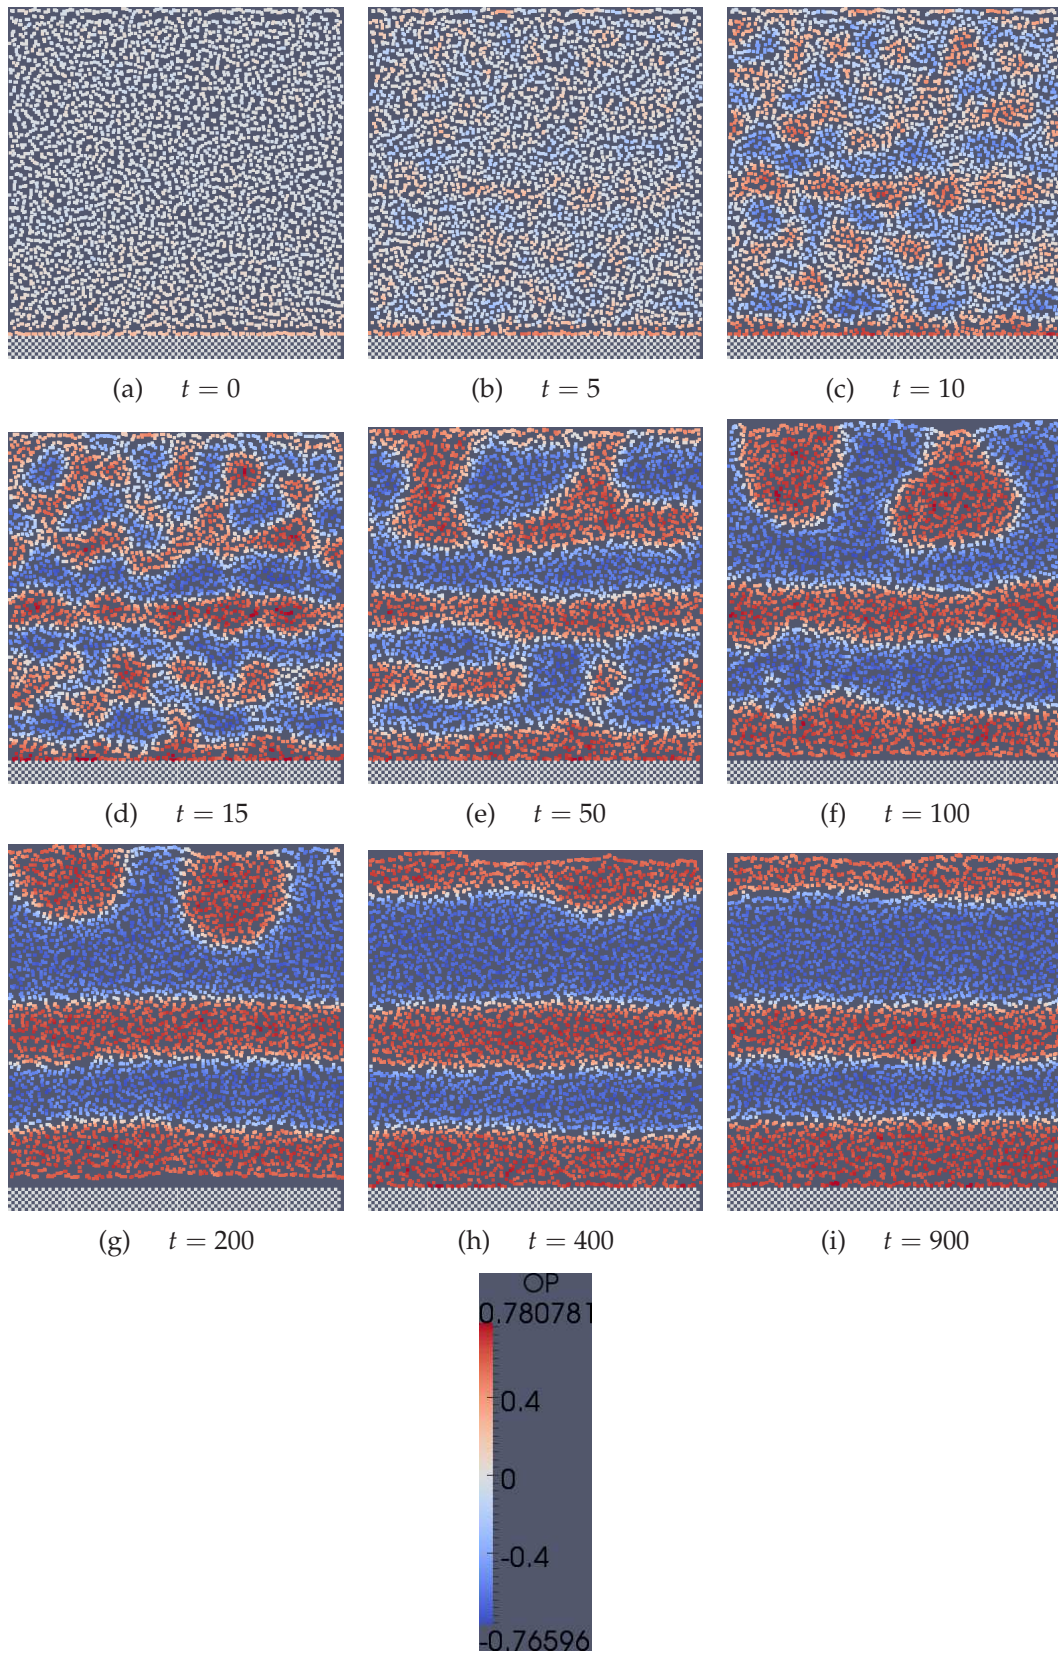 (a) t = 0
(b) t = 5
(c) t = 10
(d) t = 15
(e) t = 50
(f) t = 100
(g) t = 200
(h) t = 400
(i) t = 900
OP
0.780781
0.4
0
-0.4
-0.76596